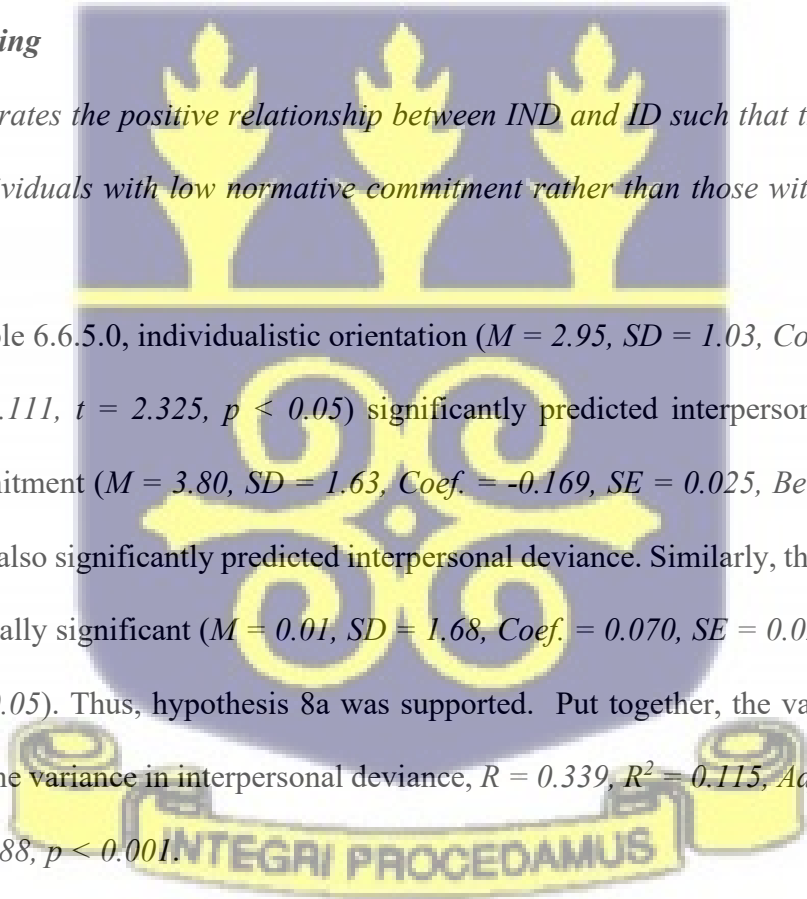 ing
rates the positive relationship between IND and ID such that t
ividuals with low normative commitment rather than those wit
le 6.6.5.0, individualistic orientation (M = 2.95, SD = 1.03, Co
.111, t = 2.325, p < 0.05) significantly predicted interperson
nitment (M = 3.80, SD = 1.63, Coef. = -0.169, SE = 0.025, Be
also significantly predicted interpersonal deviance. Similarly, th
ally significant (M = 0.01, SD = 1.68, Coef. = 0.070, SE = 0.0
0.05). Thus, hypothesis 8a was supported. Put together, the va
ne variance in interpersonal deviance, R = 0.339, R² = 0.115, Ad
88, p < 0.001.
INTEGRI PROCEDAMUS